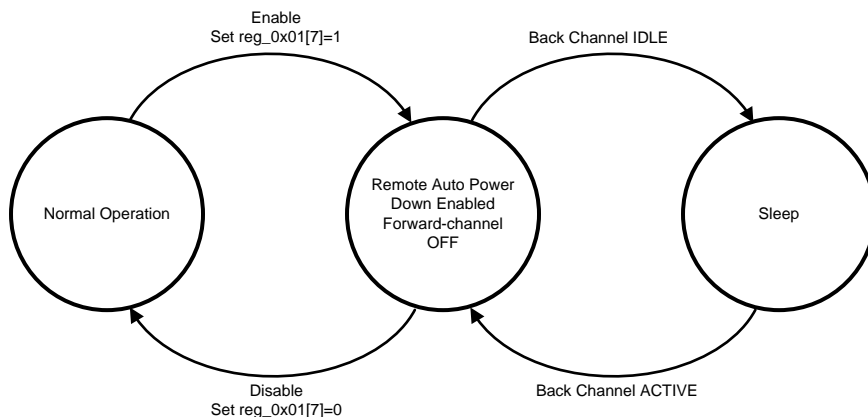 Enable
Set reg_0x01[7]=1
Back Channel IDLE
Normal Operation
Remote Auto Power
Down Enabled
Forward-channel
OFF
Sleep
Disable
Set reg_0x01[7]=0
Back Channel ACTIVE